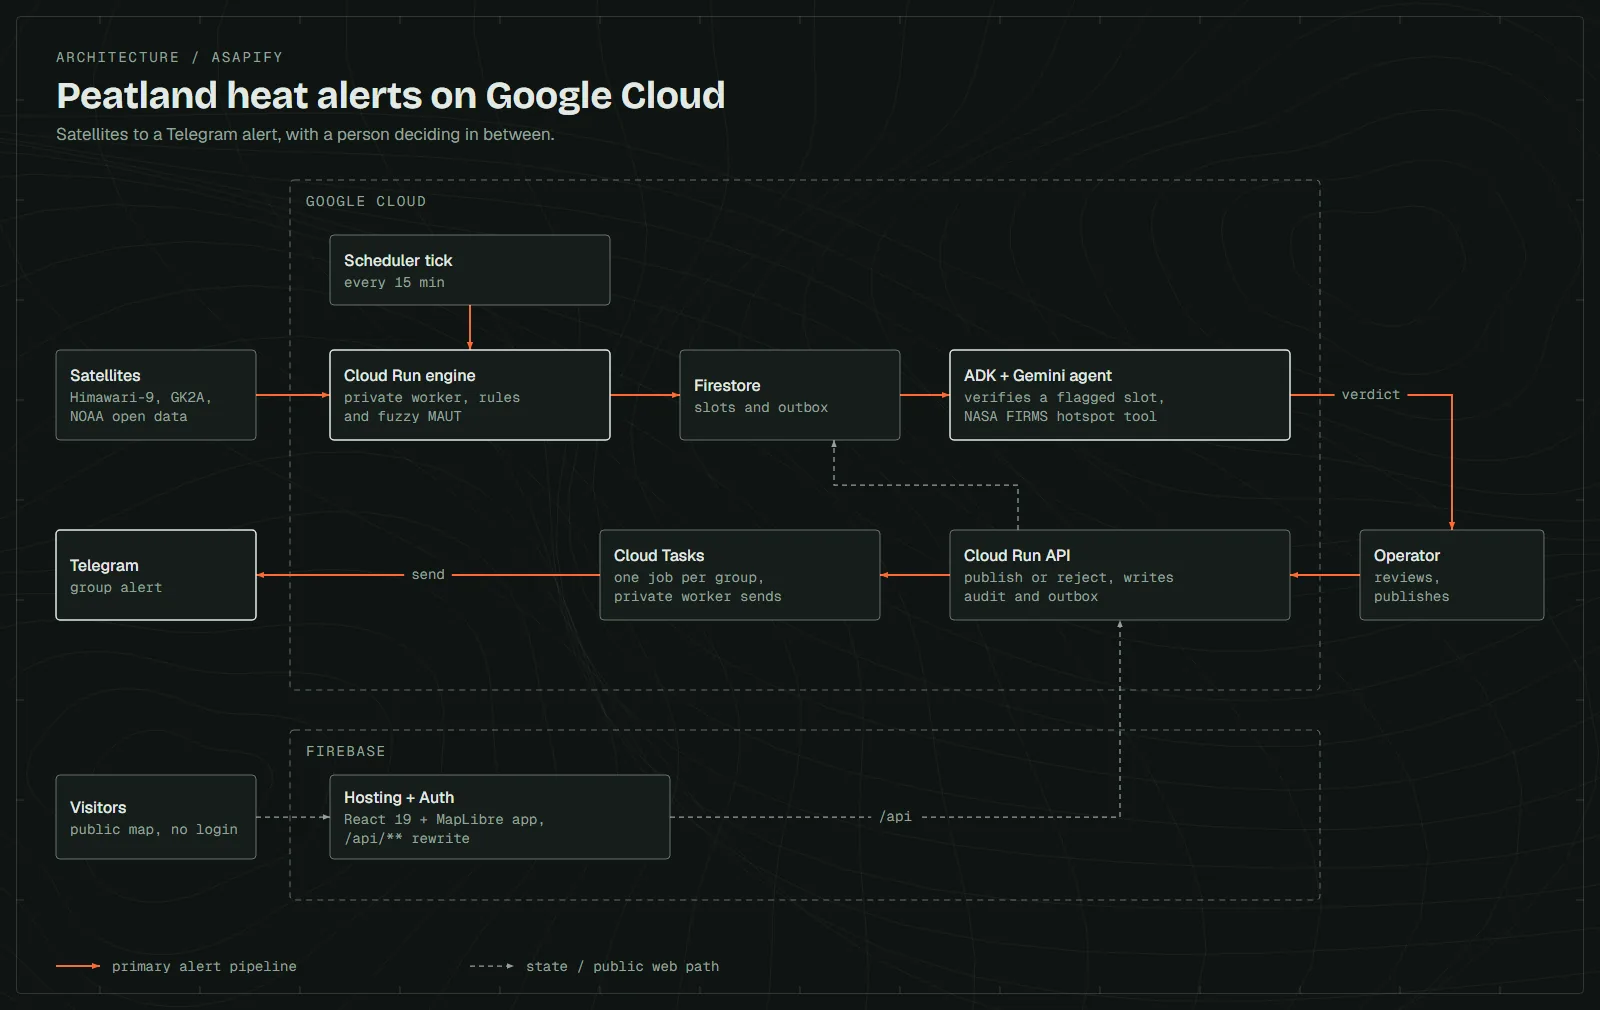 ARCHITECTURE / ASAPIFY
Peatland heat alerts on Google Cloud
Satellites to a Telegram alert, with a person deciding in between.
GOOGLE CLOUD
Scheduler tick
every 15 min
Satellites
Himawari-9, GK2A,
NOAA open data
Cloud Run engine
private worker, rules
and fuzzy MAUT
Firestore
slots and outbox
ADK + Gemini agent
verifies a flagged slot,
NASA FIRMS hotspot tool
verdict
Telegram
group alert
send
Cloud Tasks
one job per group,
private worker sends
Cloud Run API
publish or reject, writes
audit and outbox
Operator
reviews,
publishes
FIREBASE
Visitors
public map, no login
Hosting + Auth
React 19 + MapLibre app,
/api/** rewrite
/api
primary alert pipeline
state / public web path